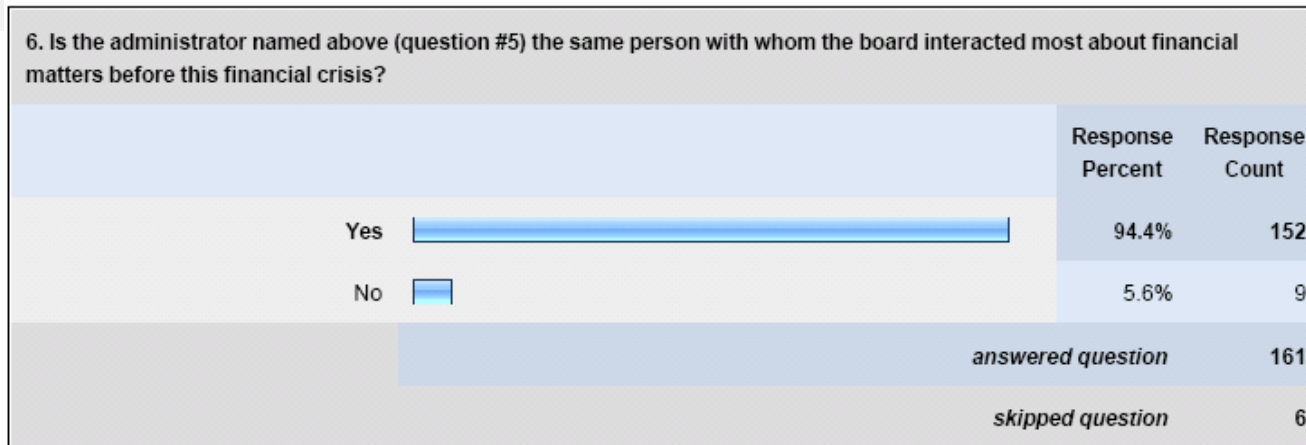 6. Is the administrator named above (question #5) the same person with whom the board interacted most about financial
matters before this financial crisis?
Response Percent
Response Count
Yes 94.4% 152
No 5.6% 9
answered question 161
skipped question 6